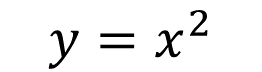 y = x²